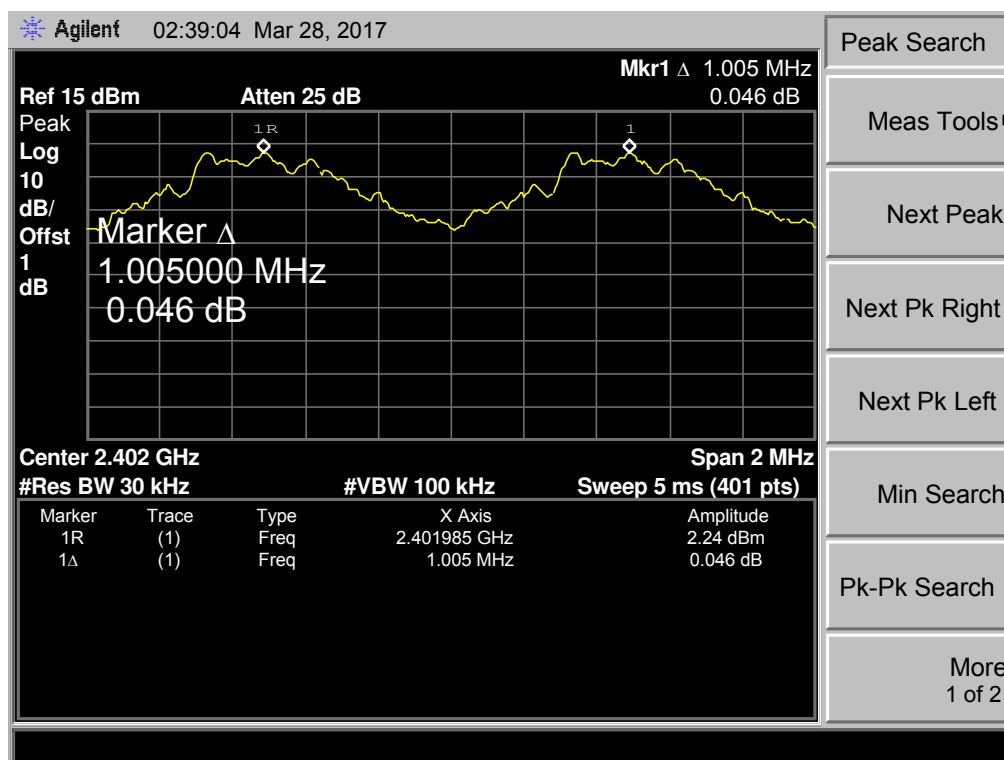 Agilent 02:39:04 Mar 28, 2017
Mkr1 Δ 1.005 MHz
Ref 15 dBm Atten 25 dB 0.046 dB
Peak
Log
10
dB/
Offst
1
dB
1R 1
Marker Δ
1.005000 MHz
0.046 dB
Center 2.402 GHz Span 2 MHz
#Res BW 30 kHz #VBW 100 kHz Sweep 5 ms (401 pts)
Marker Trace Type X Axis Amplitude
1R (1) Freq 2.401985 GHz 2.24 dBm
1Δ (1) Freq 1.005 MHz 0.046 dB
Peak Search
Meas Tools
Next Peak
Next Pk Right
Next Pk Left
Min Search
Pk-Pk Search
More
1 of 2